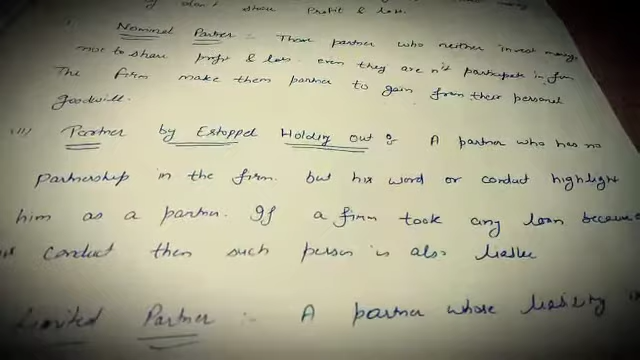 share Profit & loss.
Nominal Partner :- Those partner who neither invest money
not to share profit & loss. even they are n't participate in fun
The firm make them partner to gain from their personal
goodwill.
iii) Partner by Estoppel Holding out :- A partner who has no
partnership in the firm. but his word or conduct highlight
him as a partner. If a firm took any loan because o
conduct then such person is also liable
Limited Partner :- A partner whose liability